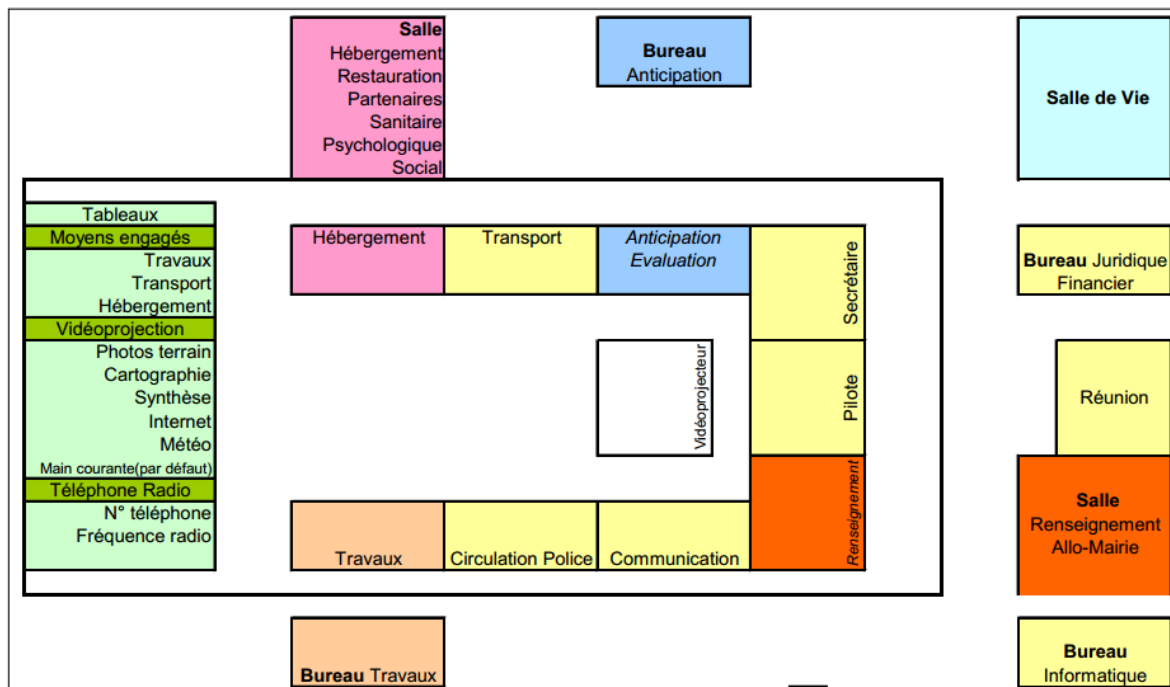 Salle
Hébergement
Restauration
Partenaires
Sanitaire
Psychologique
Social
Bureau
Anticipation
Salle de Vie
Tableaux
Moyens engagés
Travaux
Transport
Hébergement
Vidéoprojection
Photos terrain
Cartographie
Synthèse
Internet
Météo
Main courante(par défaut)
Téléphone Radio
N° téléphone
Fréquence radio
Hébergement
Transport
Anticipation
Evaluation
Secrétaire
Pilote
Renseignement
Vidéoprojecteur
Travaux
Circulation Police
Communication
Bureau Juridique
Financier
Réunion
Salle
Renseignement
Allo-Mairie
Bureau Travaux
Bureau
Informatique